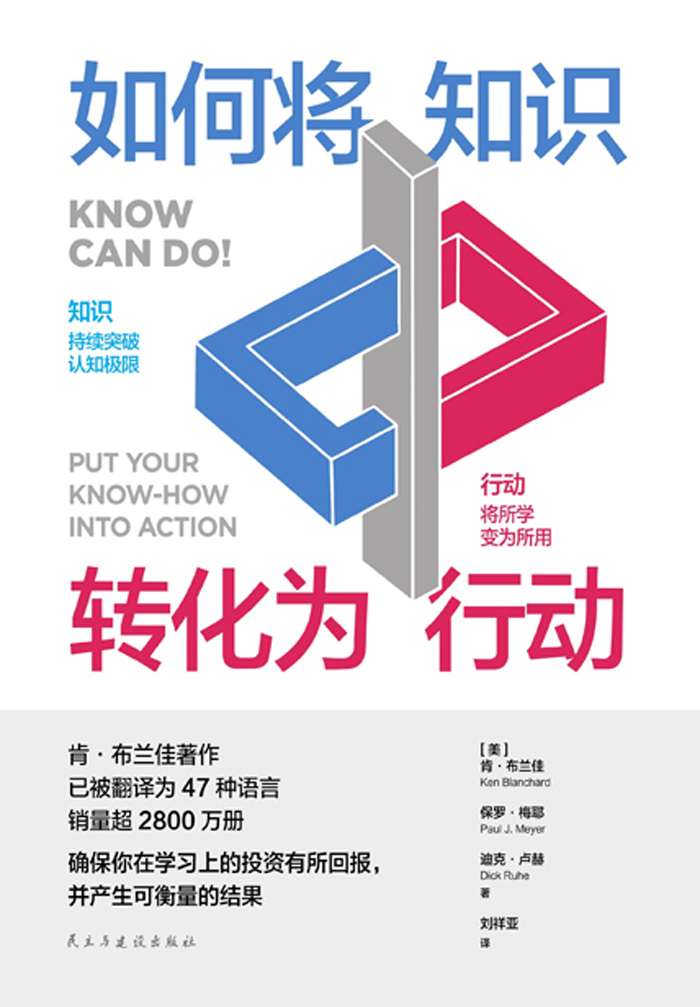 如何将 知识
KNOW
CAN DO!
知识
持续突破
认知极限
PUT YOUR
KNOW-HOW
INTO ACTION
行动
将所学
变为所用
转化为 行动
肯·布兰佳著作
已被翻译为 47 种语言
销量超 2800 万册
确保你在学习上的投资有所回报，
并产生可衡量的结果
民主与建设出版社
[ 美 ]
肯·布兰佳
Ken Blanchard
保罗·梅耶
Paul J. Meyer
迪克·卢赫
Dick Ruhe
著
刘祥亚
译